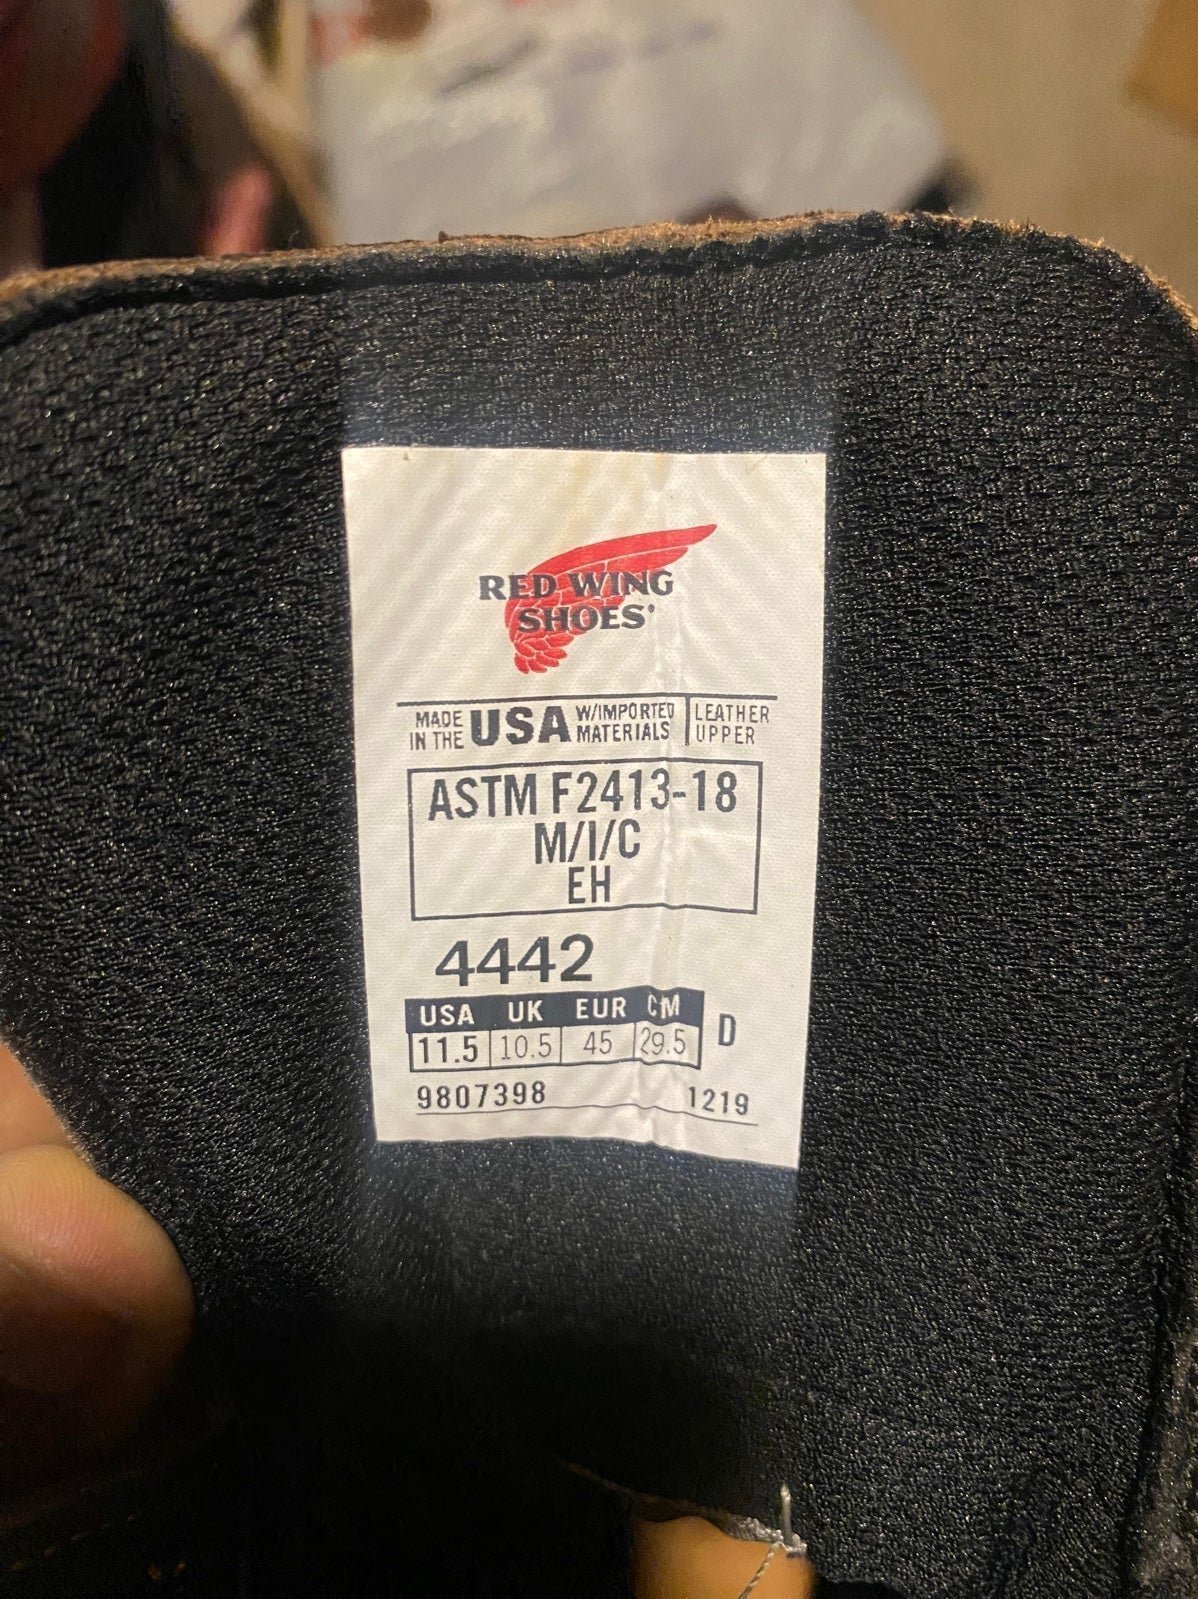 RED WING
SHOES®
MADE IN THE USA W/IMPORTED MATERIALS LEATHER UPPER
ASTM F2413-18
M/I/C
EH
4442
USA UK EUR CM
11.5 10.5 45 29.5 D
9807398 1219